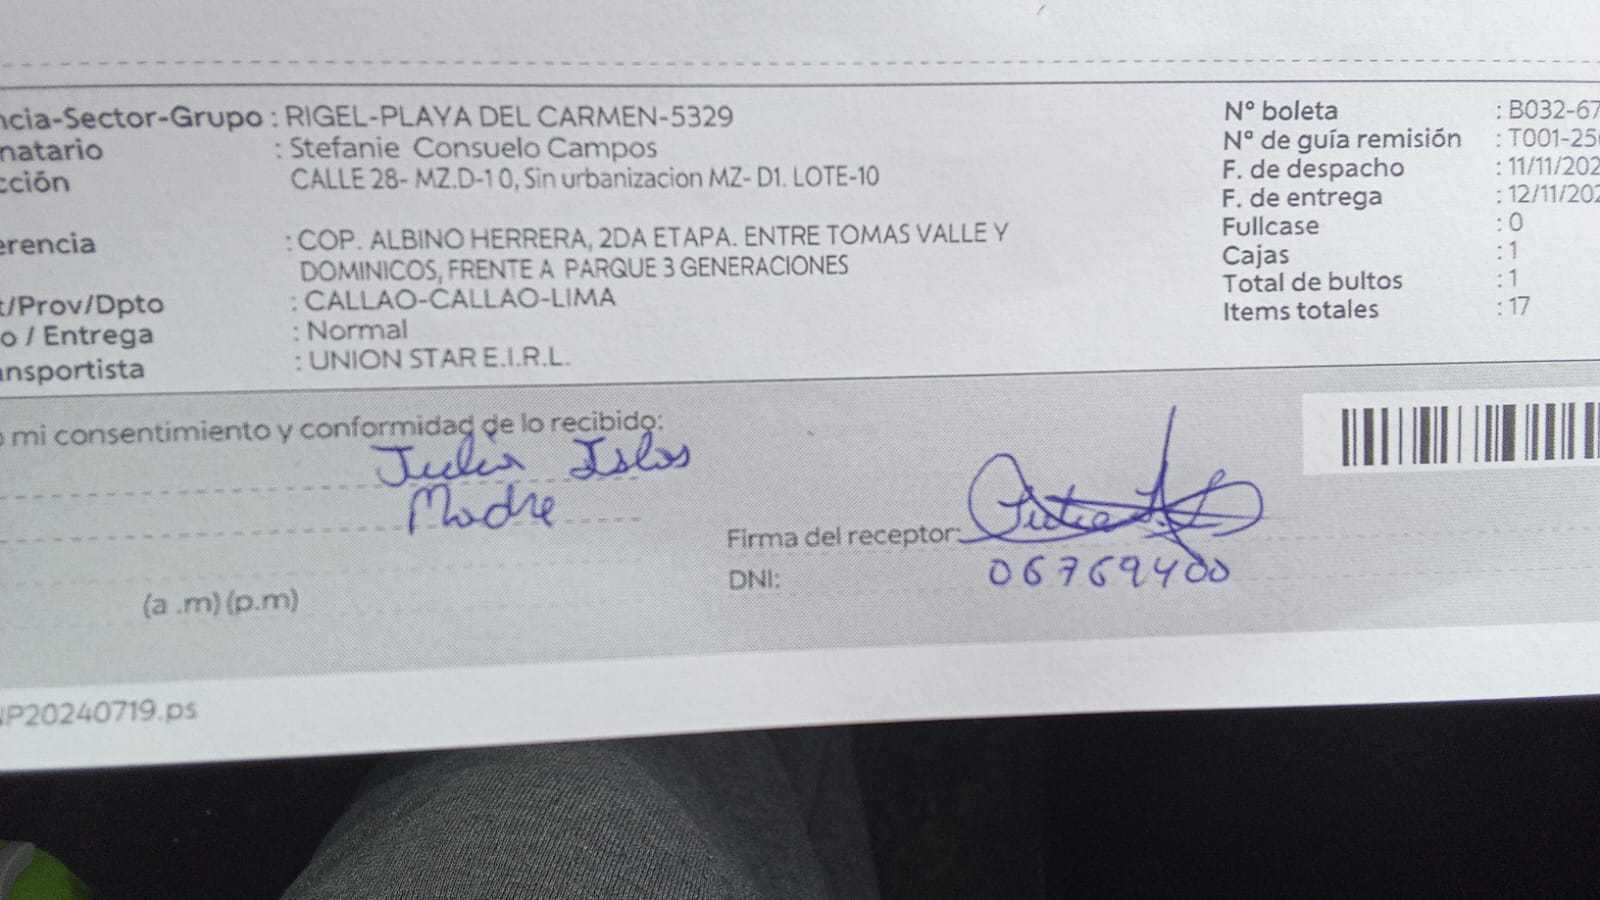 ncia-Sector-Grupo : RIGEL-PLAYA DEL CARMEN-5329
natario : Stefanie Consuelo Campos
cción CALLE 28- MZ.D-1 0, Sin urbanizacion MZ- D1. LOTE-10
erencia : COP. ALBINO HERRERA, 2DA ETAPA. ENTRE TOMAS VALLE Y
DOMINICOS, FRENTE A PARQUE 3 GENERACIONES
t/Prov/Dpto : CALLAO-CALLAO-LIMA
o / Entrega : Normal
ansportista : UNION STAR E.I.R.L.
N° boleta : B032-67
N° de guía remisión : T001-25
F. de despacho : 11/11/202
F. de entrega : 12/11/202
Fullcase : 0
Cajas : 1
Total de bultos : 1
Items totales : 17
o mi consentimiento y conformidad de lo recibido:
Julia Islas
Madre
Firma del receptor:
DNI: 06769400
(a .m) (p.m)
IP20240719.ps